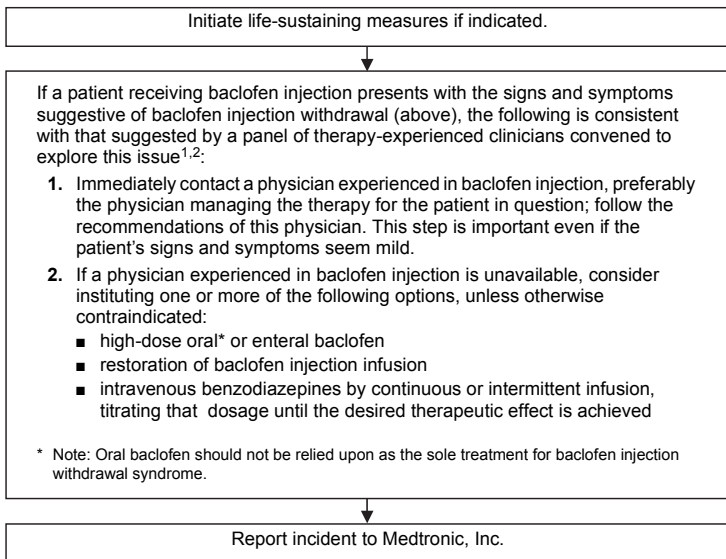 Initiate life-sustaining measures if indicated.
If a patient receiving baclofen injection presents with the signs and symptoms
suggestive of baclofen injection withdrawal (above), the following is consistent
with that suggested by a panel of therapy-experienced clinicians convened to
explore this issue1,2:
1. Immediately contact a physician experienced in baclofen injection, preferably
the physician managing the therapy for the patient in question; follow the
recommendations of this physician. This step is important even if the
patient's signs and symptoms seem mild.
2. If a physician experienced in baclofen injection is unavailable, consider
instituting one or more of the following options, unless otherwise
contraindicated:
■ high-dose oral* or enteral baclofen
■ restoration of baclofen injection infusion
■ intravenous benzodiazepines by continuous or intermittent infusion,
titrating that dosage until the desired therapeutic effect is achieved
* Note: Oral baclofen should not be relied upon as the sole treatment for baclofen injection
withdrawal syndrome.
Report incident to Medtronic, Inc.